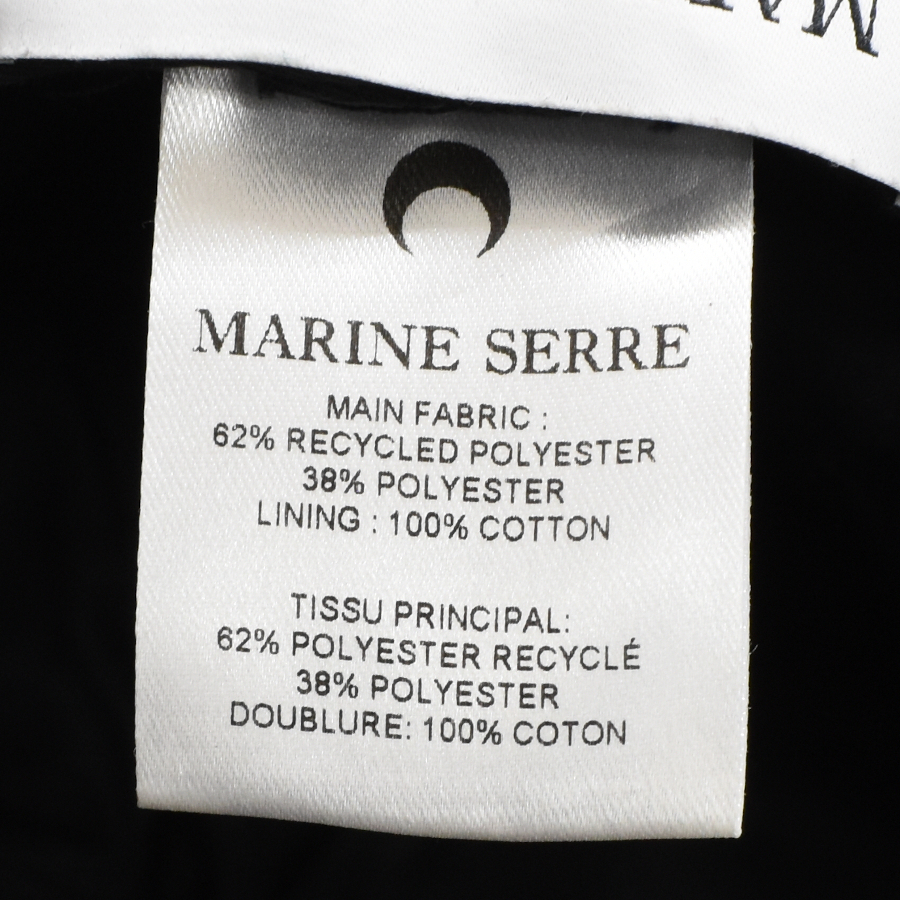 MARINE SERRE
MAIN FABRIC :
62% RECYCLED POLYESTER
38% POLYESTER
LINING : 100% COTTON
TISSU PRINCIPAL:
62% POLYESTER RECYCLÉ
38% POLYESTER
DOUBLURE: 100% COTON